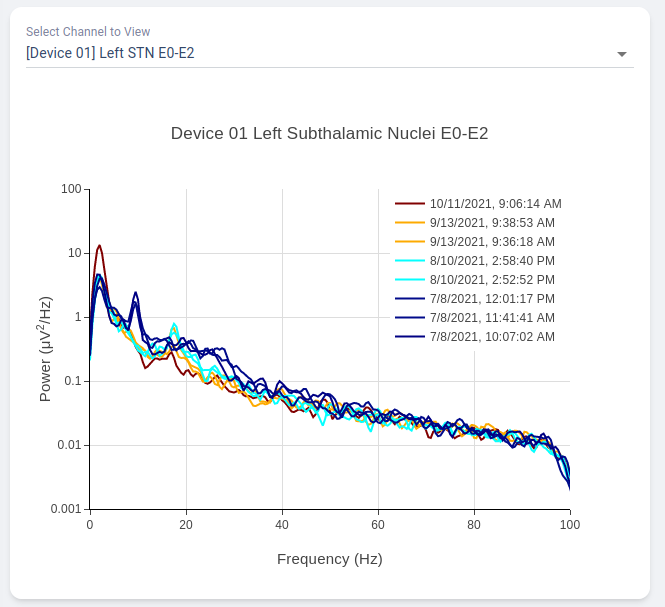 Select Channel to View
[Device 01] Left STN E0-E2
Device 01 Left Subthalamic Nuclei E0-E2
100
10
1
0.1
0.01
0.001
Power (μV²/Hz)
10/11/2021, 9:06:14 AM
9/13/2021, 9:38:53 AM
9/13/2021, 9:36:18 AM
8/10/2021, 2:58:40 PM
8/10/2021, 2:52:52 PM
7/8/2021, 12:01:17 PM
7/8/2021, 11:41:41 AM
7/8/2021, 10:07:02 AM
0 20 40 60 80 100
Frequency (Hz)